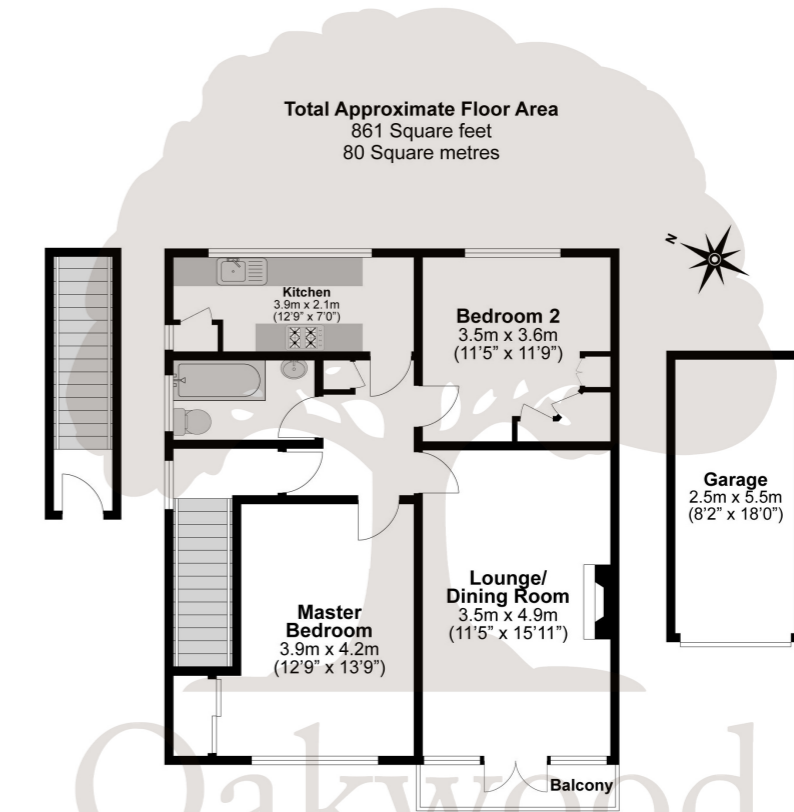 Total Approximate Floor Area
861 Square feet
80 Square metres
N
Kitchen
3.9m x 2.1m
(12'9" x 7'0")
Bedroom 2
3.5m x 3.6m
(11'5" x 11'9")
Garage
2.5m x 5.5m
(8'2" x 18'0")
Lounge/
Dining Room
3.5m x 4.9m
(11'5" x 15'11")
Master
Bedroom
3.9m x 4.2m
(12'9" x 13'9")
Balcony
Oakwood